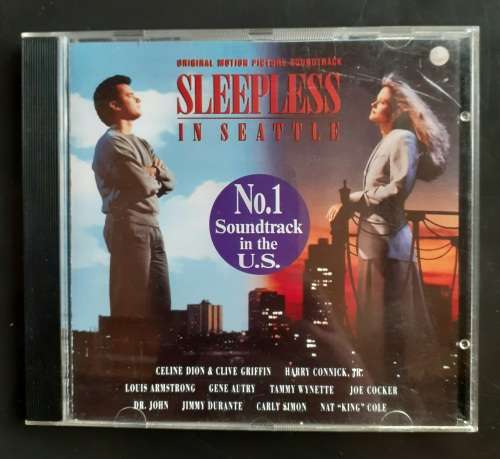 ORIGINAL MOTION PICTURE SOUNDTRACK
SLEEPLESS
IN SEATTLE
No.1
Soundtrack
in the
U.S.
CELINE DION & CLIVE GRIFFIN HARRY CONNICK, JR.
LOUIS ARMSTRONG GENE AUTRY TAMMY WYNETTE JOE COCKER
DR. JOHN JIMMY DURANTE CARLY SIMON NAT "KING" COLE